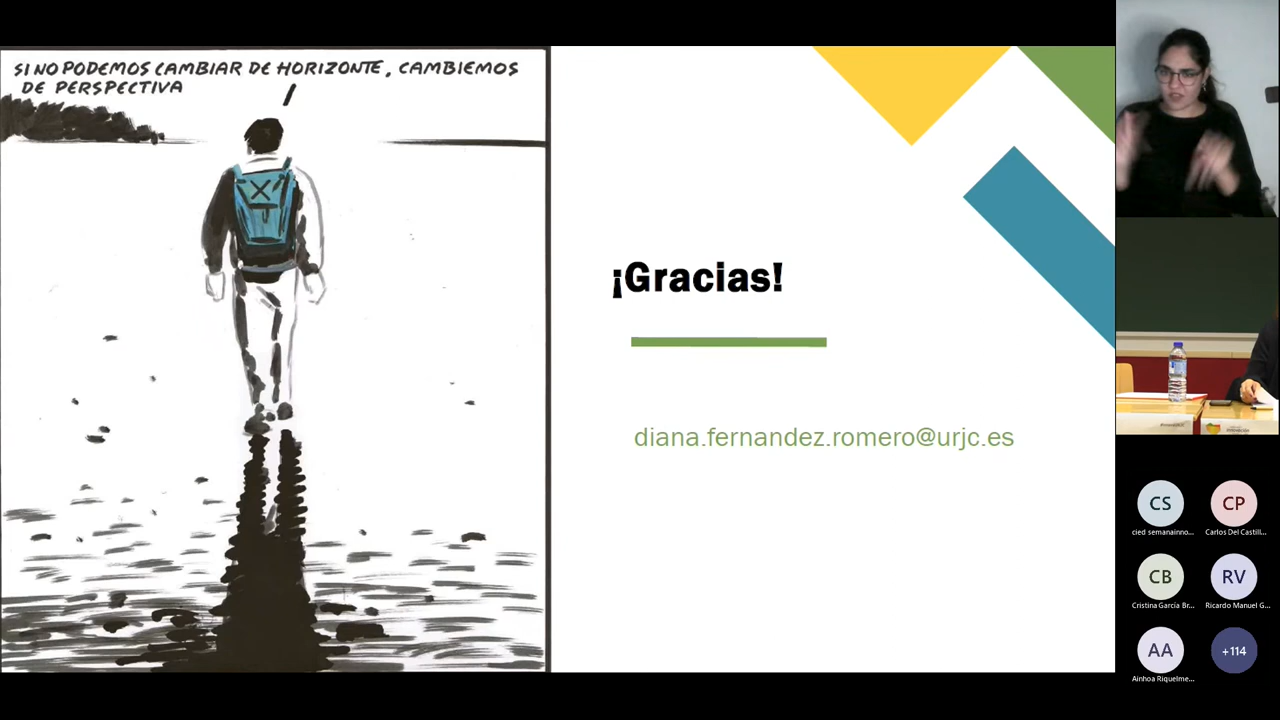 SI NO PODEMOS CAMBIAR DE HORIZONTE, CAMBIEMOS
DE PERSPECTIVA
¡Gracias!
diana.fernandez.romero@urjc.es
CS
CP
cied semanainno...
Carlos Del Castill...
CB
RV
Cristina García Br...
Ricardo Manuel G...
AA
+114
Ainhoa Riquelme...